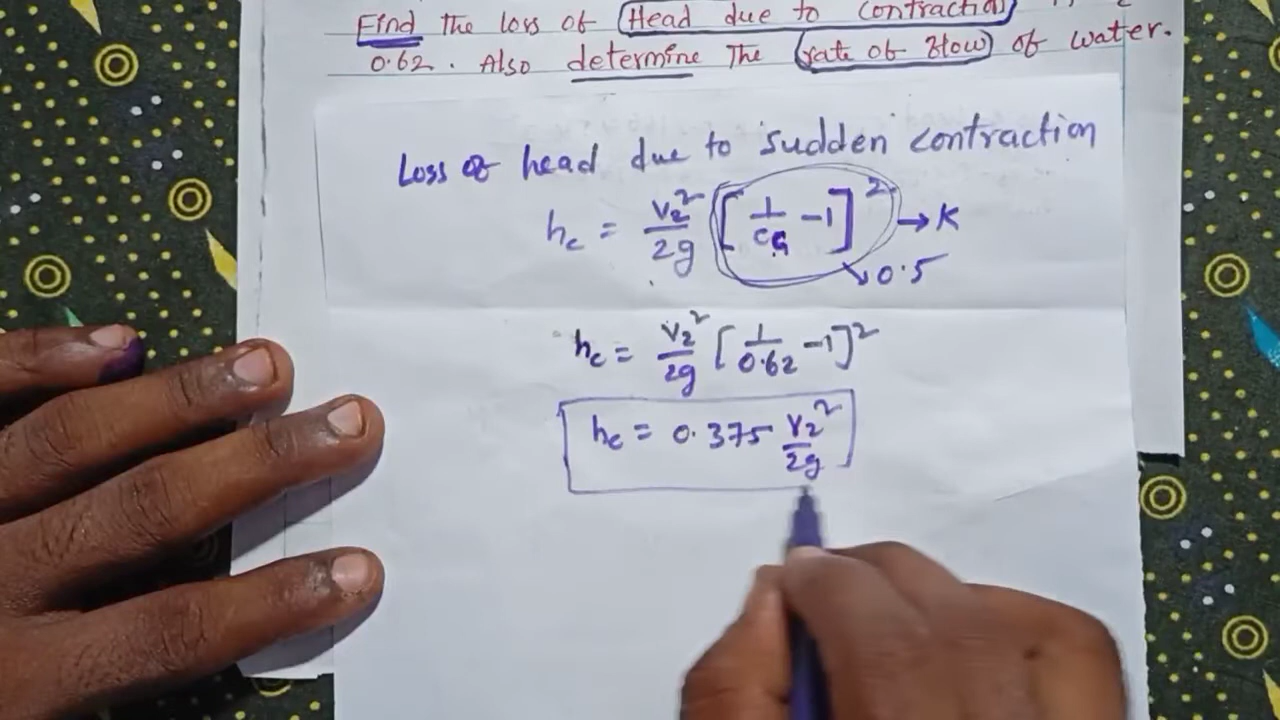 Find the loss of Head due to contraction
0.62. Also determine the rate of flow of water.
Loss of head due to sudden contraction
hc = V2²/2g [1/cc -1]² → K
↘ 0.5
hc = V2²/2g [1/0.62 -1]²
hc = 0.375 V2²/2g